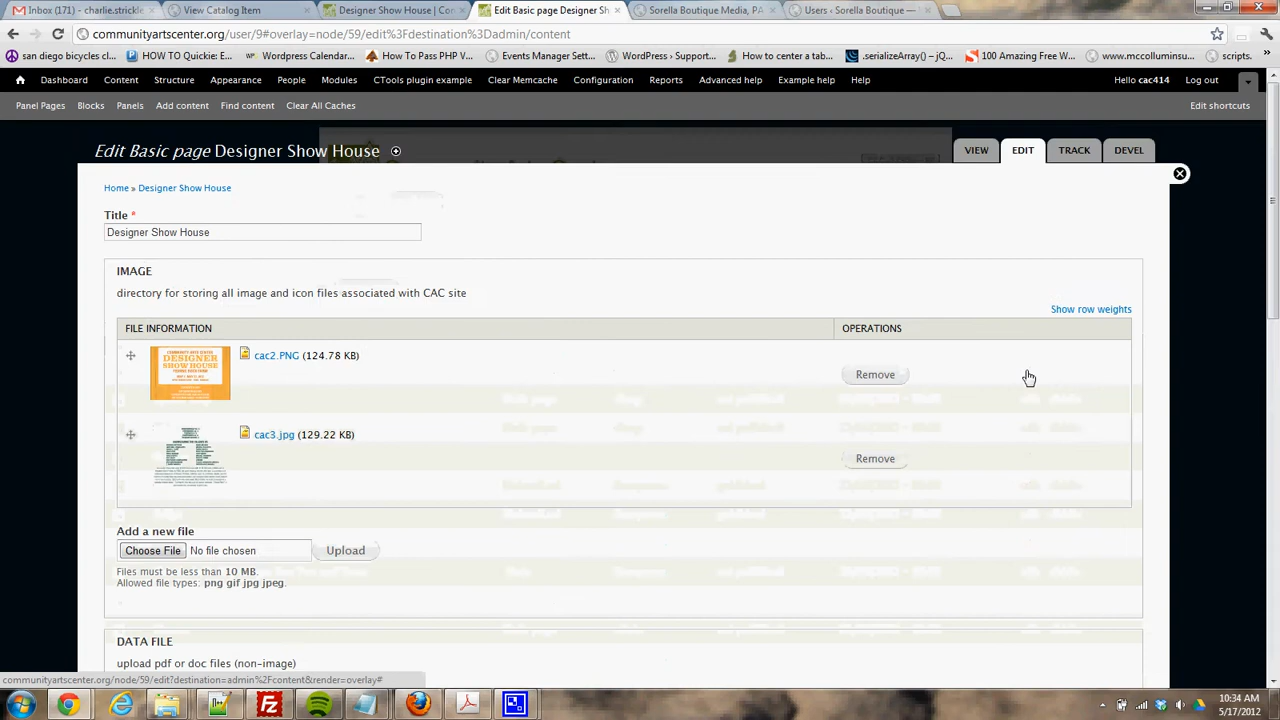 Inbox (171) - charlie.strickle
View Catalog Item
Designer Show House | Co
Edit Basic page Designer Sh
Sorella Boutique Media, PA
Users ‹ Sorella Boutique —
communityartscenter.org/user/9#overlay=node/59/edit%3Fdestination%3Dadmin/content
san diego bicycles cl...
HOW TO Quickie: E...
Wordpress Calendar...
How To Pass PHP V...
Events Manager Sett...
WordPress › Support...
How to center a tab...
.serializeArray() – jQ...
100 Amazing Free W...
www.mccolluminsu...
scripts.
Dashboard Content Structure Appearance People Modules CTools plugin example Clear Memcache Configuration Reports Advanced help Example help Help Hello cac414 Log out
Panel Pages Blocks Panels Add content Find content Clear All Caches Edit shortcuts
Edit Basic page Designer Show House
VIEW EDIT TRACK DEVEL
Home » Designer Show House
Title *
Designer Show House
IMAGE
directory for storing all image and icon files associated with CAC site
Show row weights
FILE INFORMATION OPERATIONS
COMMUNITY ARTS CENTER
DESIGNER
SHOW HOUSE
cac2.PNG (124.78 KB)
Remove
cac3.jpg (129.22 KB)
Remove
Add a new file
Choose File No file chosen Upload
Files must be less than 10 MB.
Allowed file types: png gif jpg jpeg.
DATA FILE
upload pdf or doc files (non-image)
communityartscenter.org/node/59/edit?destination=admin%2Fcontent&render=overlay#
10:34 AM
5/17/2012